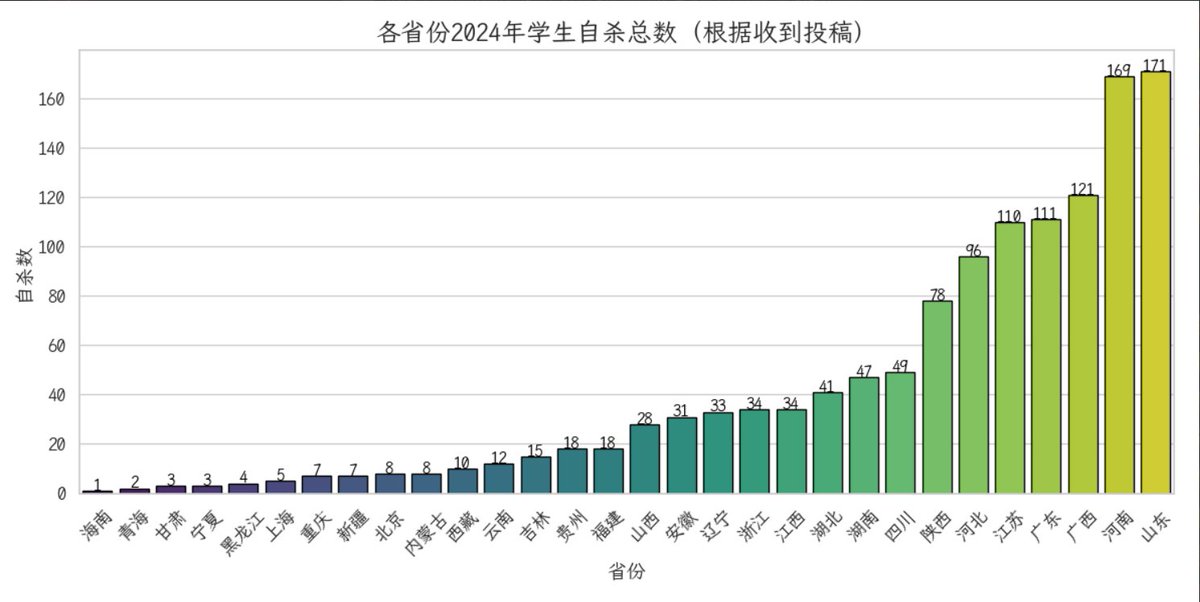 各省份2024年学生自杀总数 (根据收到投稿)
自杀数
160
140
120
100
80
60
40
20
0
1 2 3 3 4 5 7 7 8 8 10 12 15 18 18 28 31 33 34 34 41 47 49 78 96 110 111 121 169 171
海南 青海 甘肃 宁夏 黑龙江 上海 重庆 新疆 北京 内蒙古 西藏 云南 吉林 贵州 福建 山西 安徽 辽宁 浙江 江西 湖北 湖南 四川 陕西 河北 江苏 广东 广西 河南 山东
省份